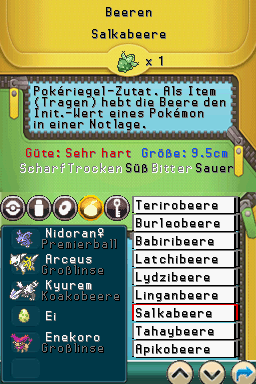 Beeren
Salkabeere
x 1
Pokériegel-Zutat. Als Item
(Tragen) hebt die Beere den
Init.-Wert eines Pokémon
in einer Notlage.
Güte: Sehr hart Größe: 9.5cm
Scharf Trocken Süß Bitter Sauer
Nidoran♀
Premierball
Arceus
Großlinse
Kyurem
Koakobeere
Ei
Enekoro
Großlinse
Terirobeere
Burleobeere
Babiribeere
Latchibeere
Lydzibeere
Linganbeere
Salkabeere
Tahaybeere
Apikobeere